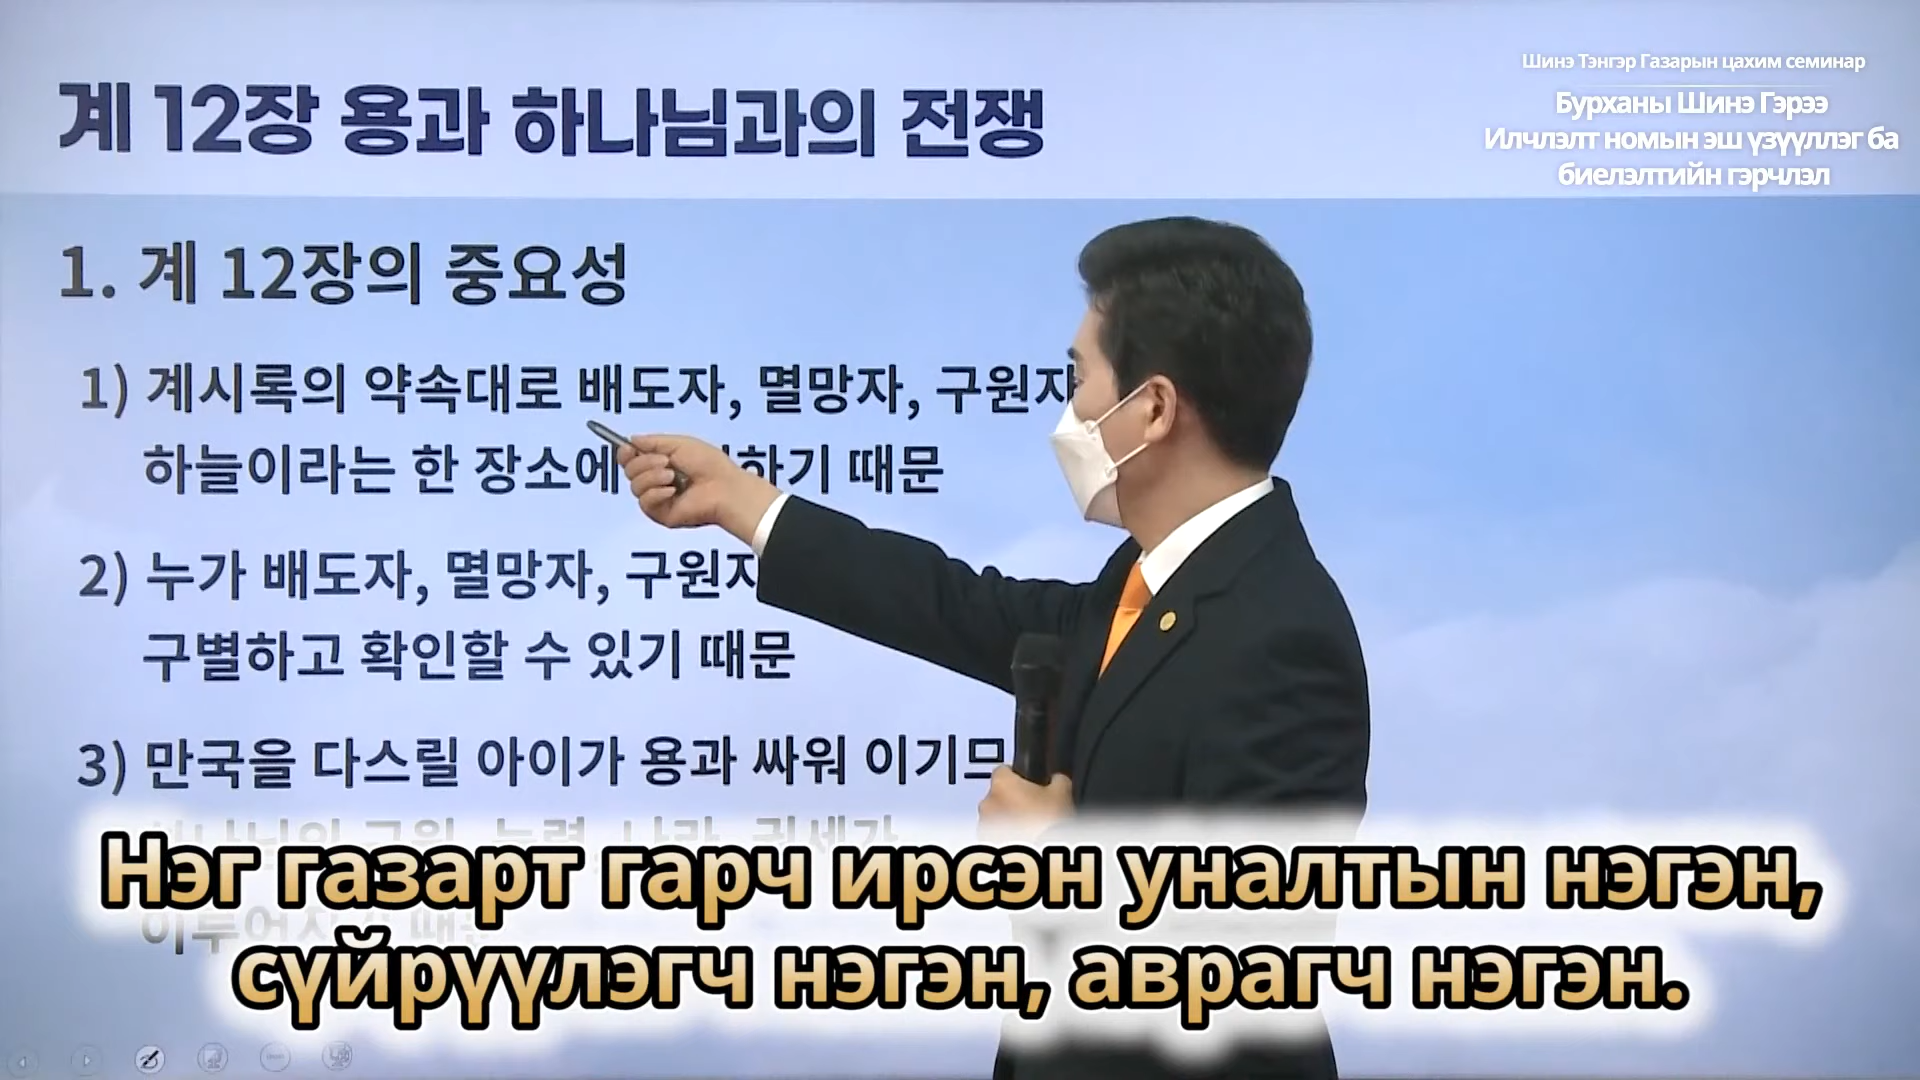 계 12장 용과 하나님과의 전쟁
Шинэ Тэнгэр Газарын цахим семинар
Бурханы Шинэ Гэрээ
Илчлэлт номын эш үзүүллэг ба
биелэлтийн гэрчлэл
1. 계 12장의 중요성
1) 계시록의 약속대로 배도자, 멸망자, 구원자
하늘이라는 한 장소에 하기 때문
2) 누가 배도자, 멸망자, 구원자
구별하고 확인할 수 있기 때문
3) 만국을 다스릴 아이가 용과 싸워 이기므
Нэг газарт гарч ирсэн уналтын нэгэн,
сүйрүүлэгч нэгэн, аврагч нэгэн.